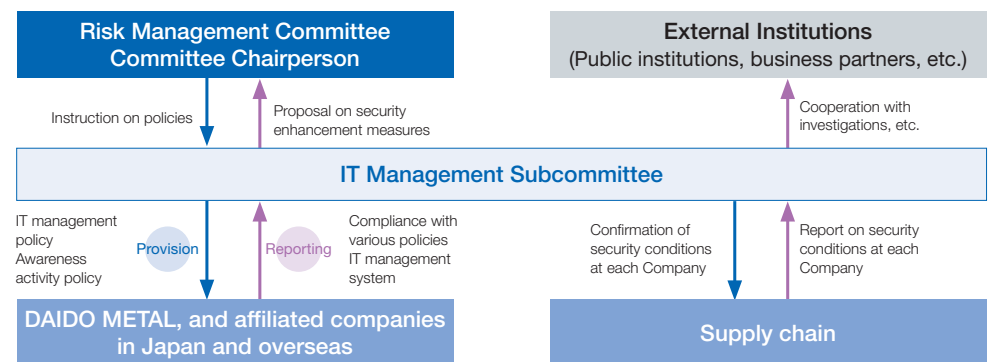 Risk Management Committee
Committee Chairperson
External Institutions
(Public institutions, business partners, etc.)
Instruction on policies
Proposal on security
enhancement measures
Cooperation with
investigations, etc.
IT Management Subcommittee
IT management
policy
Awareness
activity policy
Provision
Reporting
Compliance with
various policies
IT management
system
Confirmation of
security conditions
at each Company
Report on security
conditions at each
Company
DAIDO METAL, and affiliated companies
in Japan and overseas
Supply chain